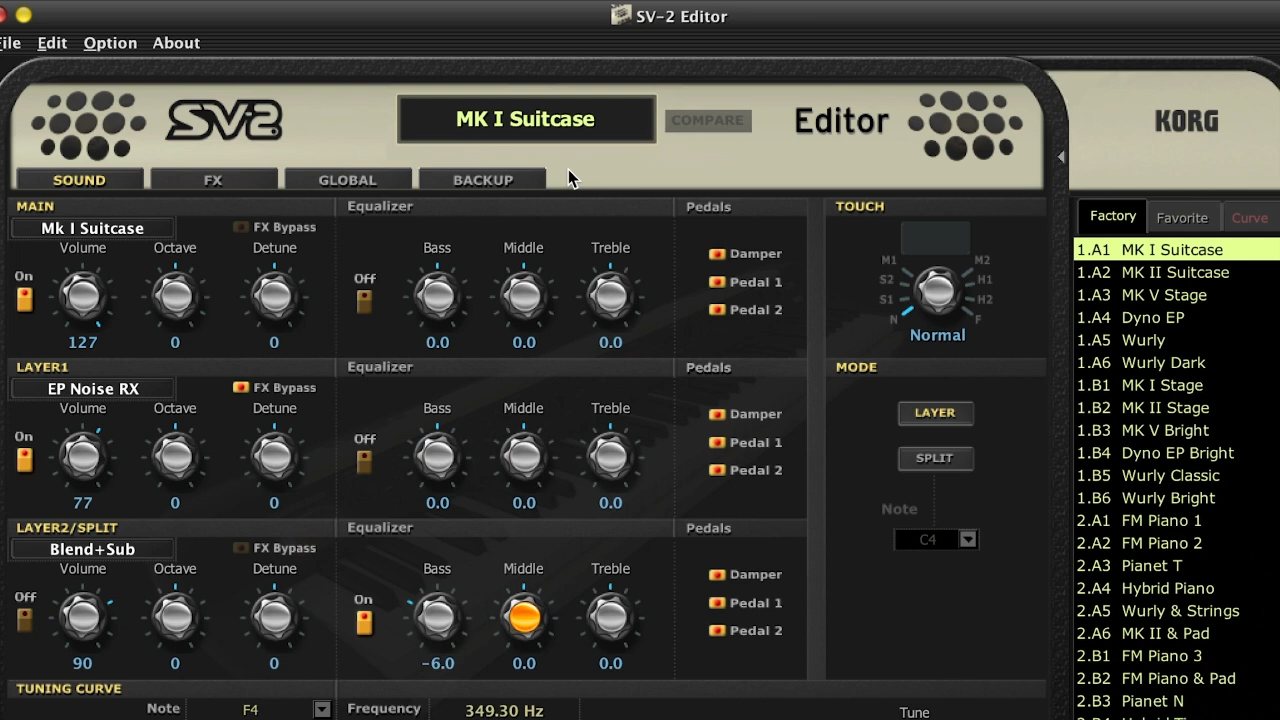 SV-2 Editor
File Edit Option About
SV-2 MK I Suitcase COMPARE Editor KORG
SOUND FX GLOBAL BACKUP
MAIN Equalizer Pedals TOUCH
Mk I Suitcase FX Bypass
Volume Octave Detune Bass Middle Treble
On Off Damper
Pedal 1
Pedal 2
127 0 0 0.0 0.0 0.0
M1 M2
S2 H1
S1 H2
N F
Normal
LAYER1 Equalizer Pedals MODE
EP Noise RX FX Bypass
Volume Octave Detune Bass Middle Treble
On Off Damper
Pedal 1
Pedal 2
77 0 0 0.0 0.0 0.0
LAYER
SPLIT
Note
C4
LAYER2/SPLIT Equalizer Pedals
Blend+Sub FX Bypass
Volume Octave Detune Bass Middle Treble
Off On Damper
Pedal 1
Pedal 2
90 0 0 -6.0 0.0 0.0
TUNING CURVE
Note F4 Frequency 349.30 Hz Tune
Factory Favorite Curve
1.A1 MK I Suitcase
1.A2 MK II Suitcase
1.A3 MK V Stage
1.A4 Dyno EP
1.A5 Wurly
1.A6 Wurly Dark
1.B1 MK I Stage
1.B2 MK II Stage
1.B3 MK V Bright
1.B4 Dyno EP Bright
1.B5 Wurly Classic
1.B6 Wurly Bright
2.A1 FM Piano 1
2.A2 FM Piano 2
2.A3 Pianet T
2.A4 Hybrid Piano
2.A5 Wurly & Strings
2.A6 MK II & Pad
2.B1 FM Piano 3
2.B2 FM Piano & Pad
2.B3 Pianet N